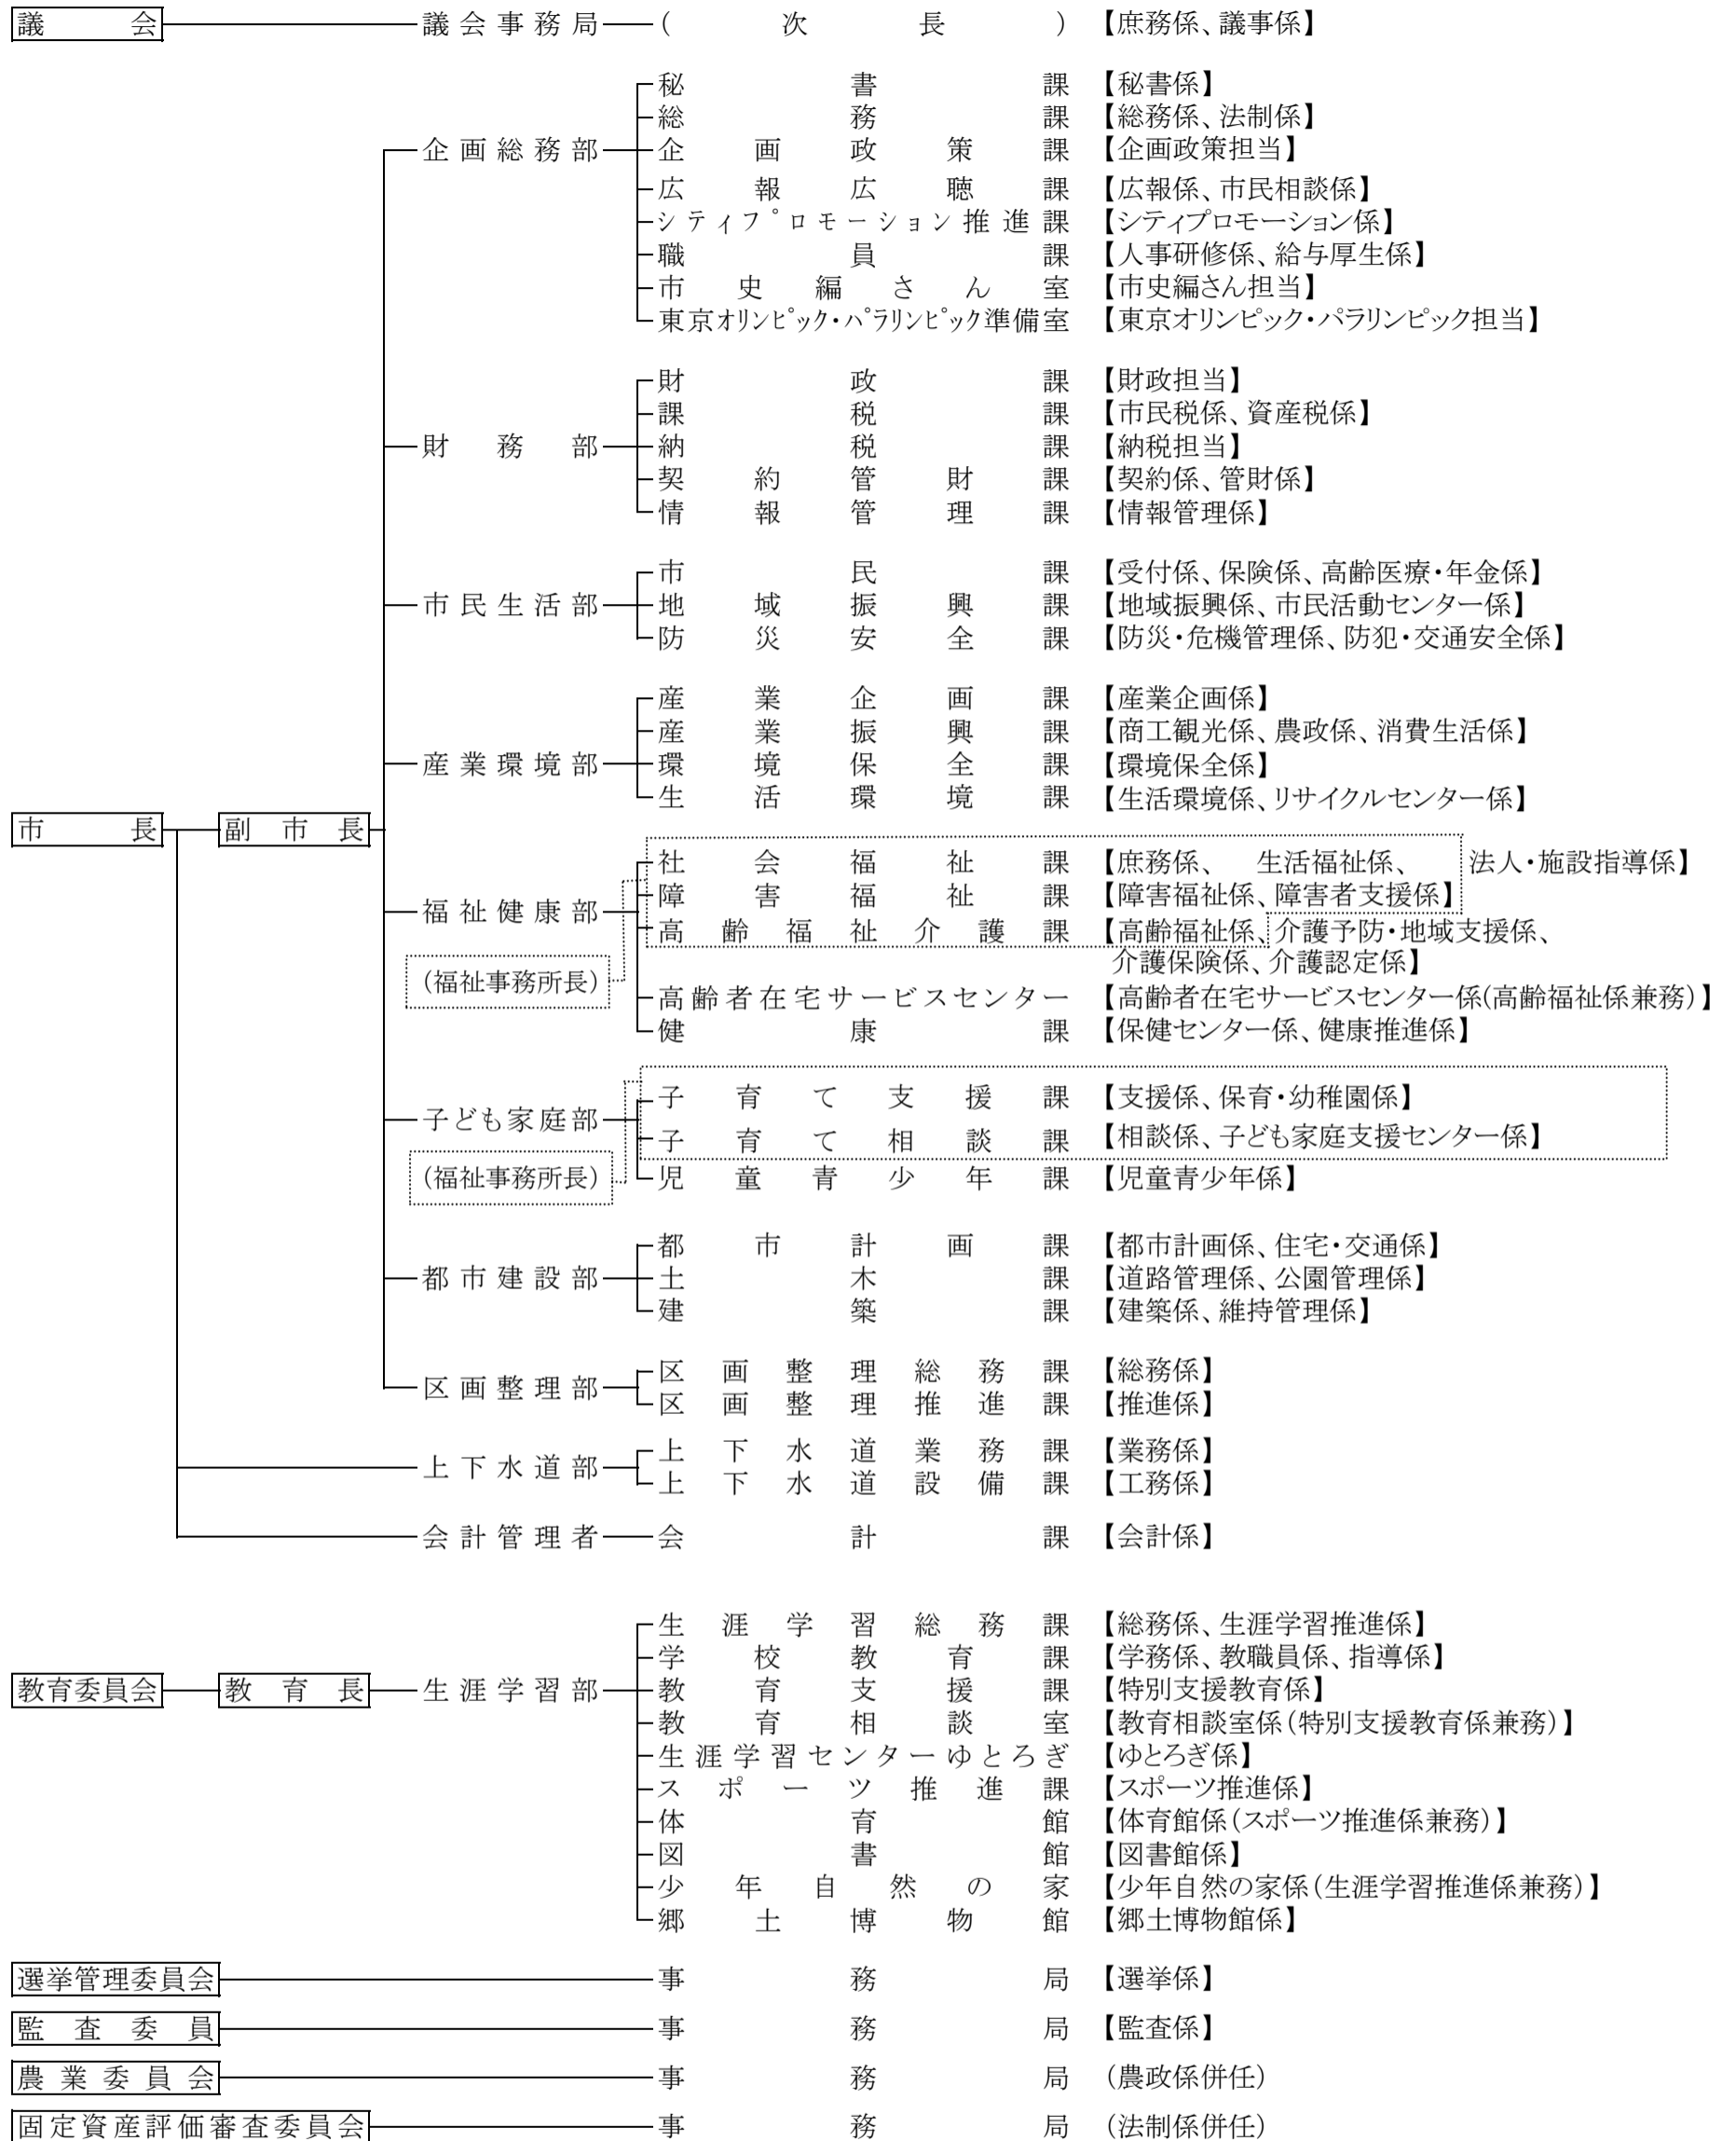 議会 議会事務局 (次長) 【庶務係、議事係】
秘書課 【秘書係】
総務課 【総務係、法制係】
企画総務部 企画政策課 【企画政策担当】
広報広聴課 【広報係、市民相談係】
シティプロモーション推進課 【シティプロモーション係】
職員課 【人事研修係、給与厚生係】
市史編さん室 【市史編さん担当】
東京オリンピック・パラリンピック準備室 【東京オリンピック・パラリンピック担当】
財政課 【財政担当】
課税課 【市民税係、資産税係】
財務部 納税課 【納税担当】
契約管財課 【契約係、管財係】
情報管理課 【情報管理係】
市民課 【受付係、保険係、高齢医療・年金係】
市民生活部 地域振興課 【地域振興係、市民活動センター係】
防災安全課 【防災・危機管理係、防犯・交通安全係】
産業企画課 【産業企画係】
産業振興課 【商工観光係、農政係、消費生活係】
産業環境部 環境保全課 【環境保全係】
生活環境課 【生活環境係、リサイクルセンター係】
市長 副市長
社会福祉課 【庶務係、 生活福祉係、 法人・施設指導係】
障害福祉課 【障害福祉係、障害者支援係】
福祉健康部
高齢福祉介護課 【高齢福祉係、介護予防・地域支援係、
介護保険係、介護認定係】
(福祉事務所長)
高齢者在宅サービスセンター 【高齢者在宅サービスセンター係(高齢福祉係兼務)】
健康課 【保健センター係、健康推進係】
子育て支援課 【支援係、保育・幼稚園係】
子ども家庭部
子育て相談課 【相談係、子ども家庭支援センター係】
(福祉事務所長) 児童青少年課 【児童青少年係】
都市計画課 【都市計画係、住宅・交通係】
都市建設部 土木課 【道路管理係、公園管理係】
建築課 【建築係、維持管理係】
区画整理総務課 【総務係】
区画整理部
区画整理推進課 【推進係】
上下水道業務課 【業務係】
上下水道部
上下水道設備課 【工務係】
会計管理者 会計課 【会計係】
生涯学習総務課 【総務係、生涯学習推進係】
学校教育課 【学務係、教職員係、指導係】
教育委員会 教育長 生涯学習部 教育支援課 【特別支援教育係】
教育相談室 【教育相談室係(特別支援教育係兼務)】
生涯学習センターゆとろぎ 【ゆとろぎ係】
スポーツ推進課 【スポーツ推進係】
体育館 【体育館係(スポーツ推進係兼務)】
図書館 【図書館係】
少年自然の家 【少年自然の家係(生涯学習推進係兼務)】
郷土博物館 【郷土博物館係】
選挙管理委員会 事務局 【選挙係】
監査委員 事務局 【監査係】
農業委員会 事務局 (農政係併任)
固定資産評価審査委員会 事務局 (法制係併任)